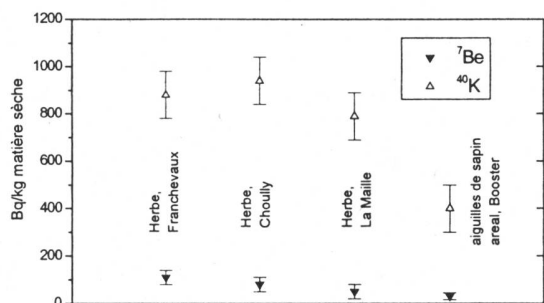 1200
1000
800
600
400
200
0
Bq/kg matière sèche
⁷Be
⁴⁰K
Herbe,
Franchevaux
Herbe,
Choully
Herbe,
La Maille
aiguilles de sapin
areal, Booster